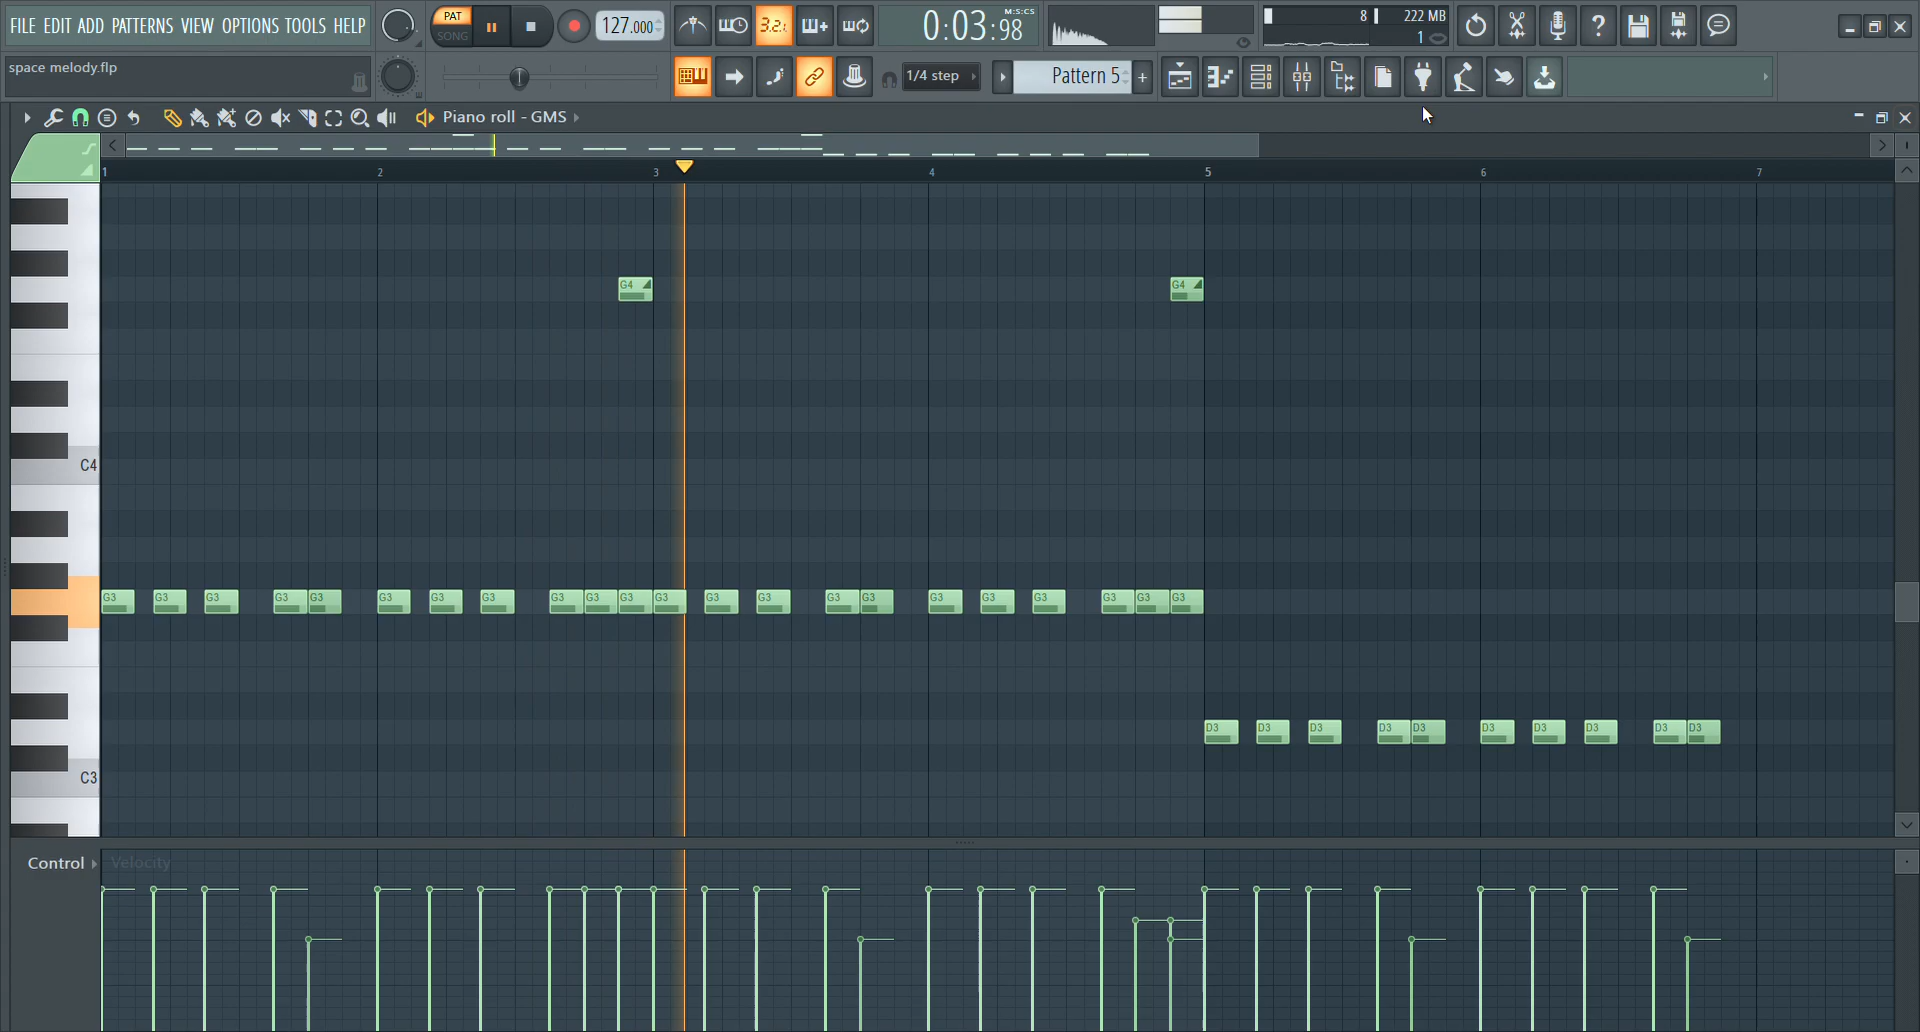 FILE EDIT ADD PATTERNS VIEW OPTIONS TOOLS HELP
PAT
SONG
127.000
3.2.
0:03:98
M:S:CS
8
222 MB
1
space melody.flp
1/4 step
Pattern 5
+
Piano roll - GMS
1 2 3 4 5 6 7
G4 G4
C4
G3 G3 G3 G3 G3 G3 G3 G3 G3 G3 G3 G3 G3 G3 G3 G3 G3 G3 G3 G3 G3 G3
D3 D3 D3 D3 D3 D3 D3 D3 D3 D3
C3
Control
Velocity